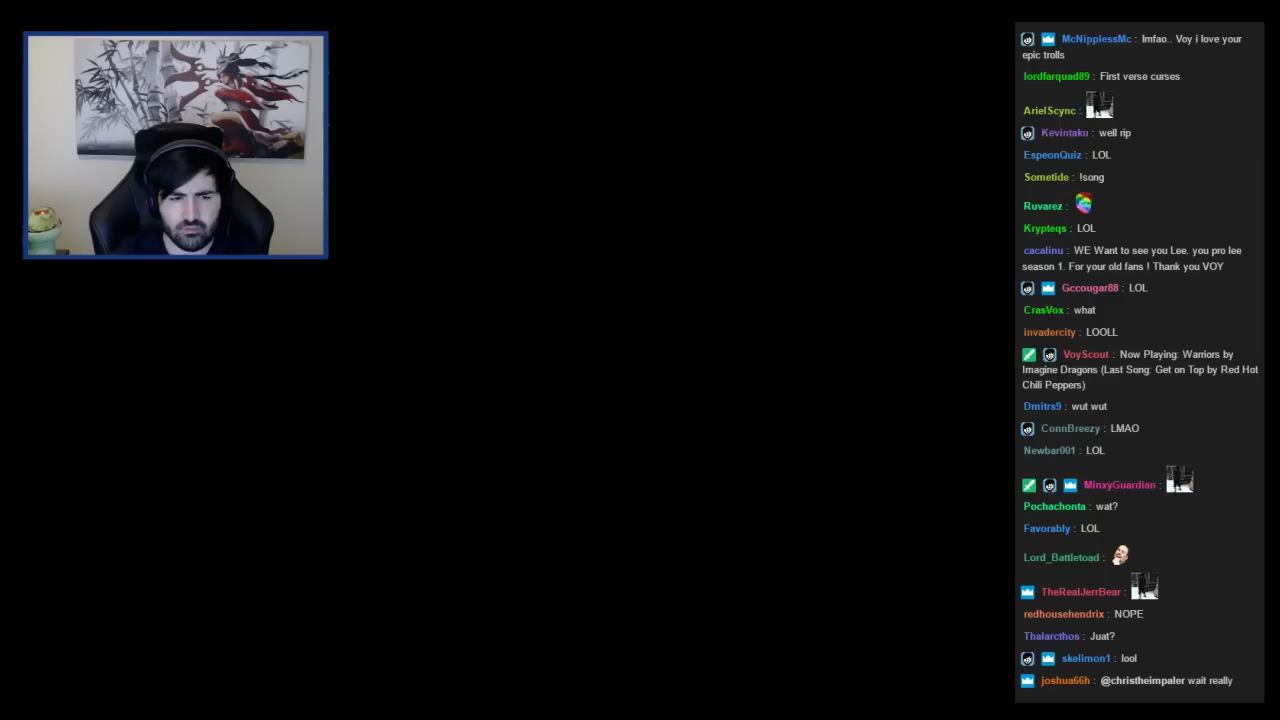 McNipplessMc : lmfao.. Voy i love your
epic trolls
lordfarquad89 : First verse curses
ArielScync :
Kevintaku : well rip
EspeonQuiz : LOL
Sometide : !song
Ruvarez :
Krypteqs : LOL
cacalinu : WE Want to see you Lee. you pro lee
season 1. For your old fans ! Thank you VOY
Gccougar88 : LOL
CrasVox : what
invadercity : LOOLL
VoyScout : Now Playing: Warriors by
Imagine Dragons (Last Song: Get on Top by Red Hot
Chili Peppers)
Dmitrs9 : wut wut
ConnBreezy : LMAO
Newbar001 : LOL
MinxyGuardian :
Pochachonta : wat?
Favorably : LOL
Lord_Battletoad :
TheRealJerrBear :
redhousehendrix : NOPE
Thalarcthos : Juat?
skelimon1 : lool
joshua66h : @christheimpaler wait really